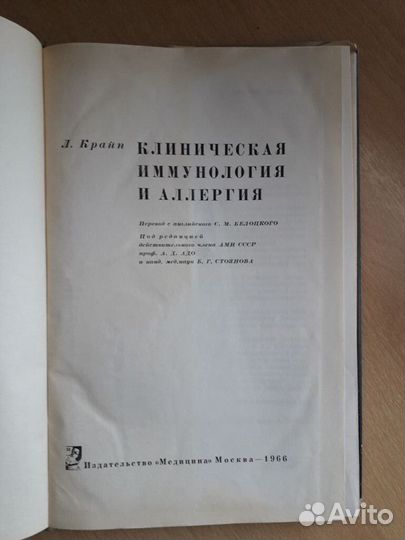 Л. Крайп КЛИНИЧЕСКАЯ
ИММУНОЛОГИЯ
И АЛЛЕРГИЯ
Перевод с английского С. М. БЕЛОЦКОГО
Под редакцией
действительного члена АМН СССР
проф. А. Д. АДО
и канд. мед. наук Б. Г. СТОЯНОВА
Издательство «Медицина» Москва — 1966
Avito